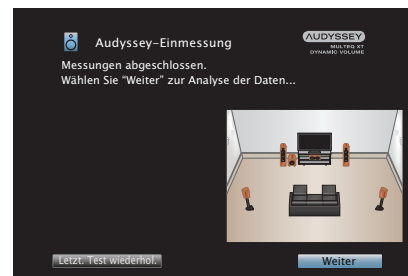 Audyssey-Einmessung
AUDYSSEY
MULTEQ XT
DYNAMIC VOLUME
Messungen abgeschlossen.
Wählen Sie “Weiter” zur Analyse der Daten...
Letzt. Test wiederhol.
Weiter